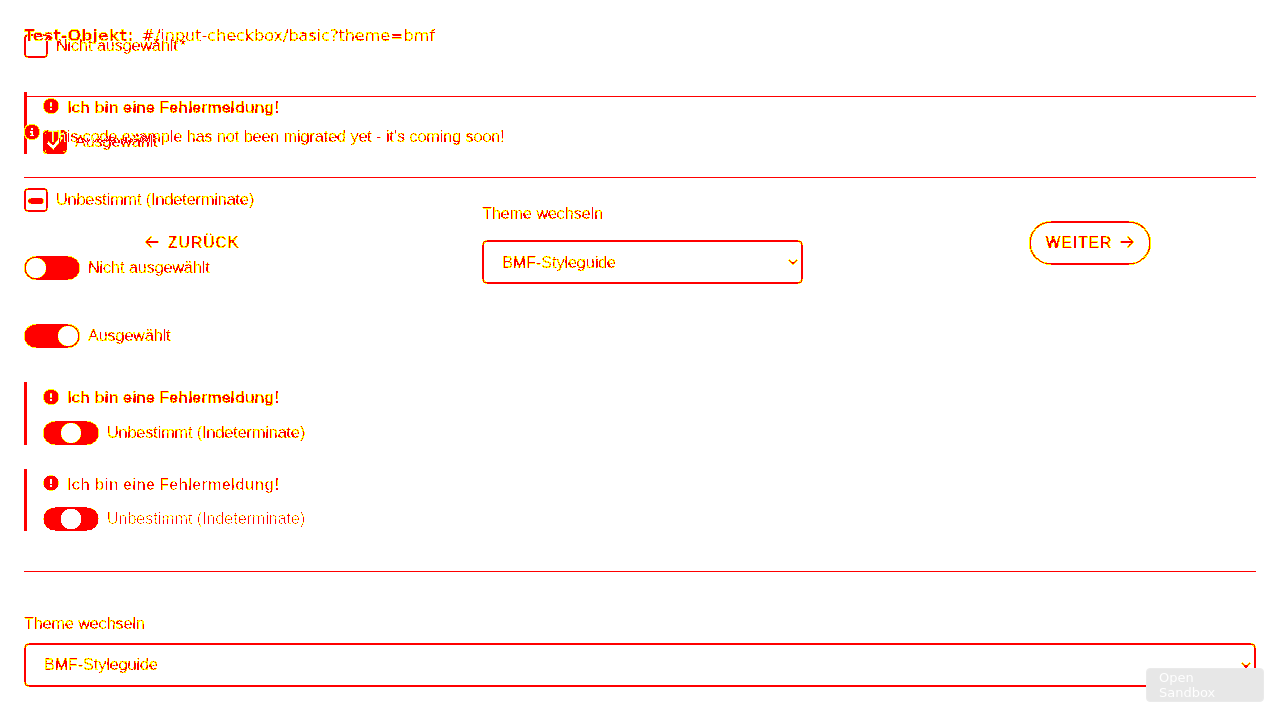 Test-Objekt: #/input-checkbox/basic?theme=bmf
Nicht ausgewählt*
Ich bin eine Fehlermeldung!
This code example has not been migrated yet - it's coming soon!
Ausgewählt
Unbestimmt (Indeterminate)
Theme wechseln
← ZURÜCK
BMF-Styleguide
WEITER →
Nicht ausgewählt
Ausgewählt
Ich bin eine Fehlermeldung!
Unbestimmt (Indeterminate)
Ich bin eine Fehlermeldung!
Unbestimmt (Indeterminate)
Theme wechseln
BMF-Styleguide
Open
Sandbox